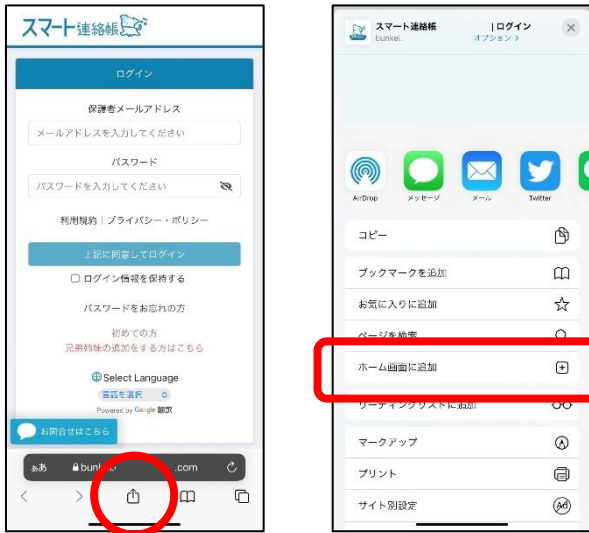 スマート連絡帳
ログイン
保護者メールアドレス
メールアドレスを入力してください
パスワード
パスワードを入力してください
利用規約｜プライバシー・ポリシー
上記に同意してログイン
ログイン情報を保持する
パスワードをお忘れの方
初めての方
兄弟姉妹の追加をする方はこちら
Select Language
言語を選択
Powered by Google 翻訳
お問合せはこちら
ああ .com
スマート連絡帳 |ログイン
bunkei. オプション >
AirDrop メッセージ メール Twitter
コピー
ブックマークを追加
お気に入りに追加
ページを検索
ホーム画面に追加
リーディングリストに追加
マークアップ
プリント
サイト別設定